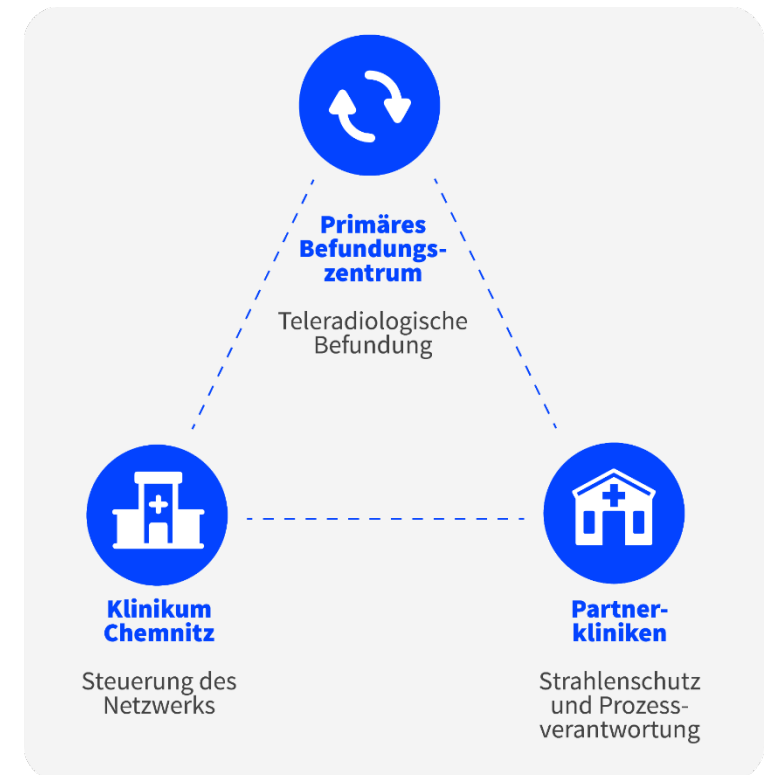 Primäres
Befundungs-
zentrum
Teleradiologische
Befundung
Klinikum
Chemnitz
Steuerung des
Netzwerks
Partner-
kliniken
Strahlenschutz
und Prozess-
verantwortung